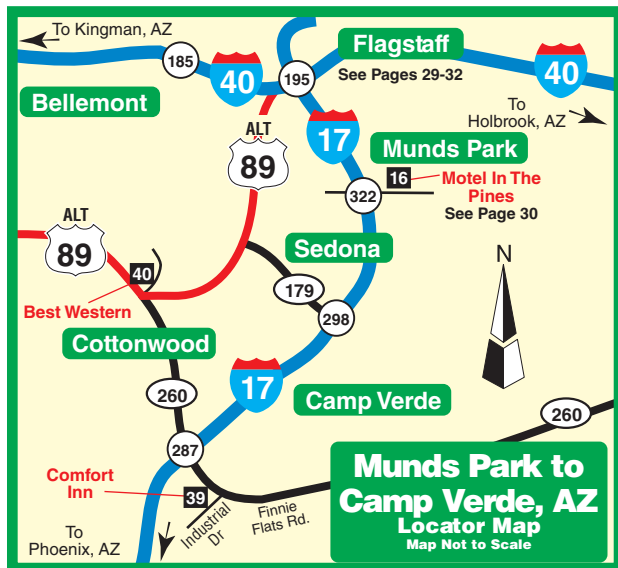 To Kingman, AZ
185
40
195
Flagstaff
See Pages 29-32
40
Bellemont
To
Holbrook, AZ
ALT
89
17
Munds Park
16
Motel In The
Pines
See Page 30
322
ALT
89
Sedona
N
40
Best Western
179
298
Cottonwood
17
260
Camp Verde
260
287
Comfort
Inn
39
Industrial
Dr
Finnie
Flats Rd.
To
Phoenix, AZ
Munds Park to
Camp Verde, AZ
Locator Map
Map Not to Scale